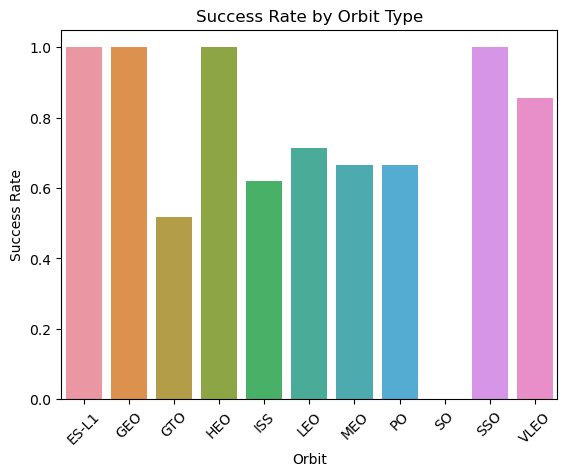 Success Rate by Orbit Type
Success Rate
1.0
0.8
0.6
0.4
0.2
0.0
ES-L1
GEO
GTO
HEO
ISS
LEO
MEO
PO
SO
SSO
VLEO
Orbit